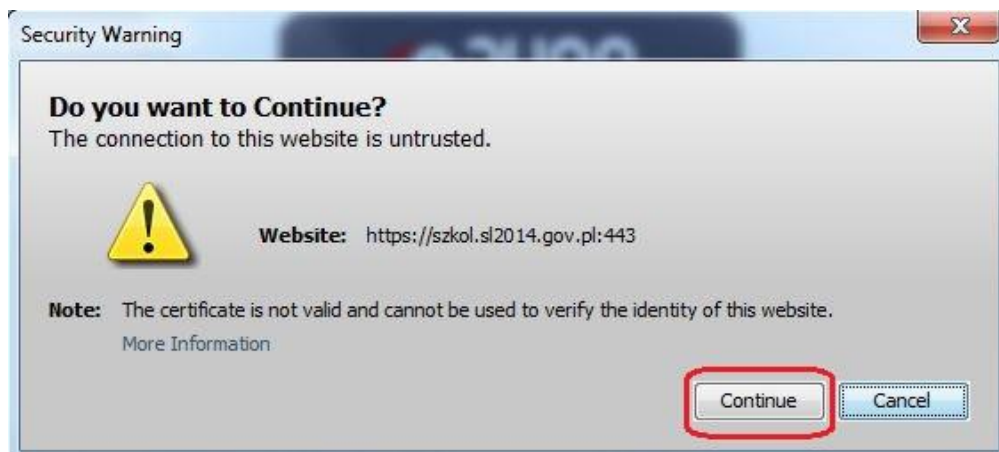 Security Warning
Do you want to Continue?
The connection to this website is untrusted.
Website: https://szkol.sl2014.gov.pl:443
Note: The certificate is not valid and cannot be used to verify the identity of this website.
More Information
Continue Cancel